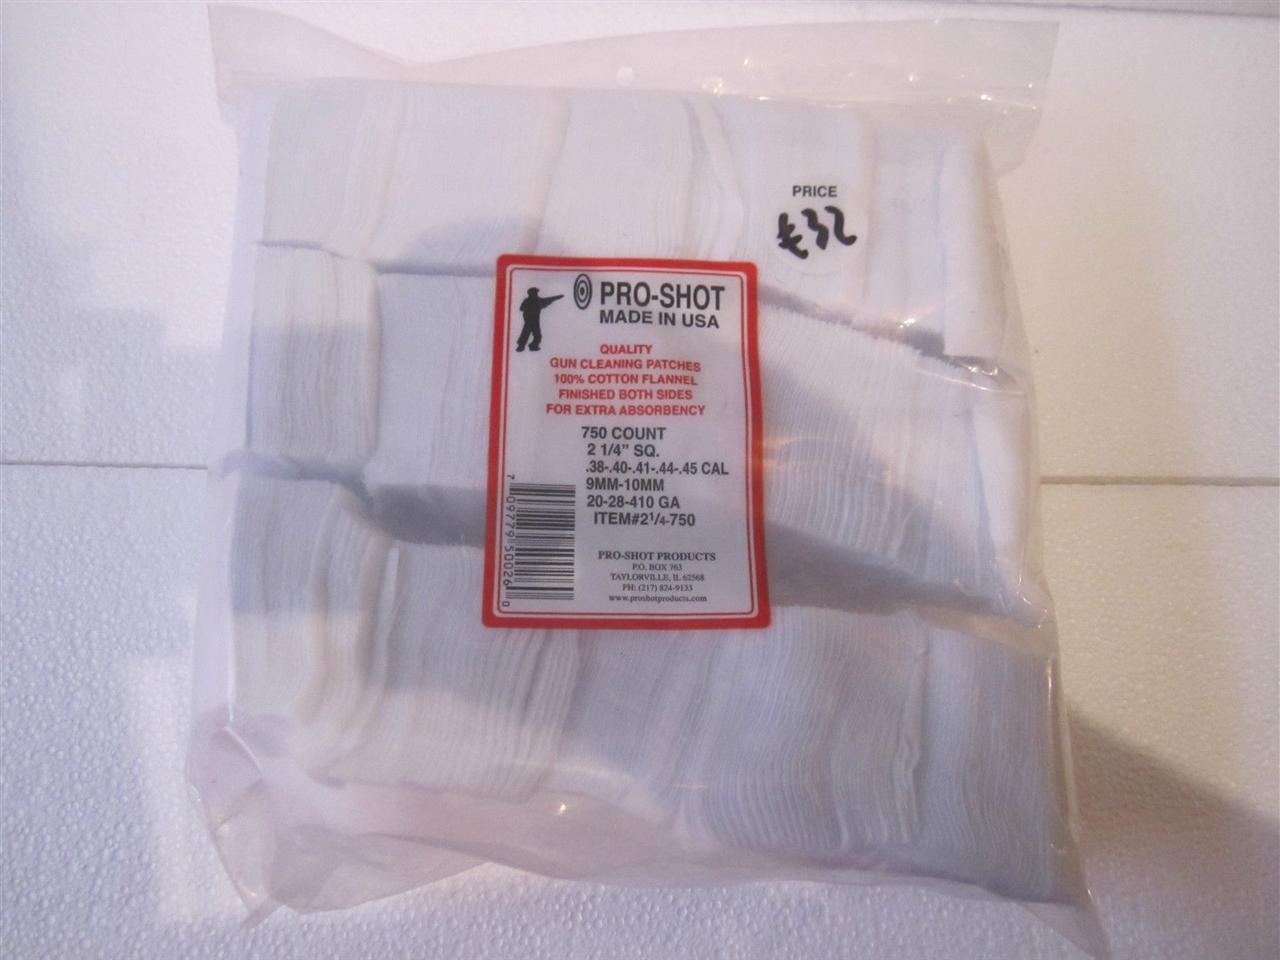 PRICE
£32
PRO-SHOT
MADE IN USA
QUALITY
GUN CLEANING PATCHES
100% COTTON FLANNEL
FINISHED BOTH SIDES
FOR EXTRA ABSORBENCY
750 COUNT
2 1/4” SQ.
.38-.40-.41-.44-.45 CAL
9MM-10MM
20-28-410 GA
ITEM#2¹/4-750
PRO-SHOT PRODUCTS
P.O. BOX 763
TAYLORVILLE, IL 62568
PH: (217) 824-9133
www.proshotproducts.com
7 09779 50026 0